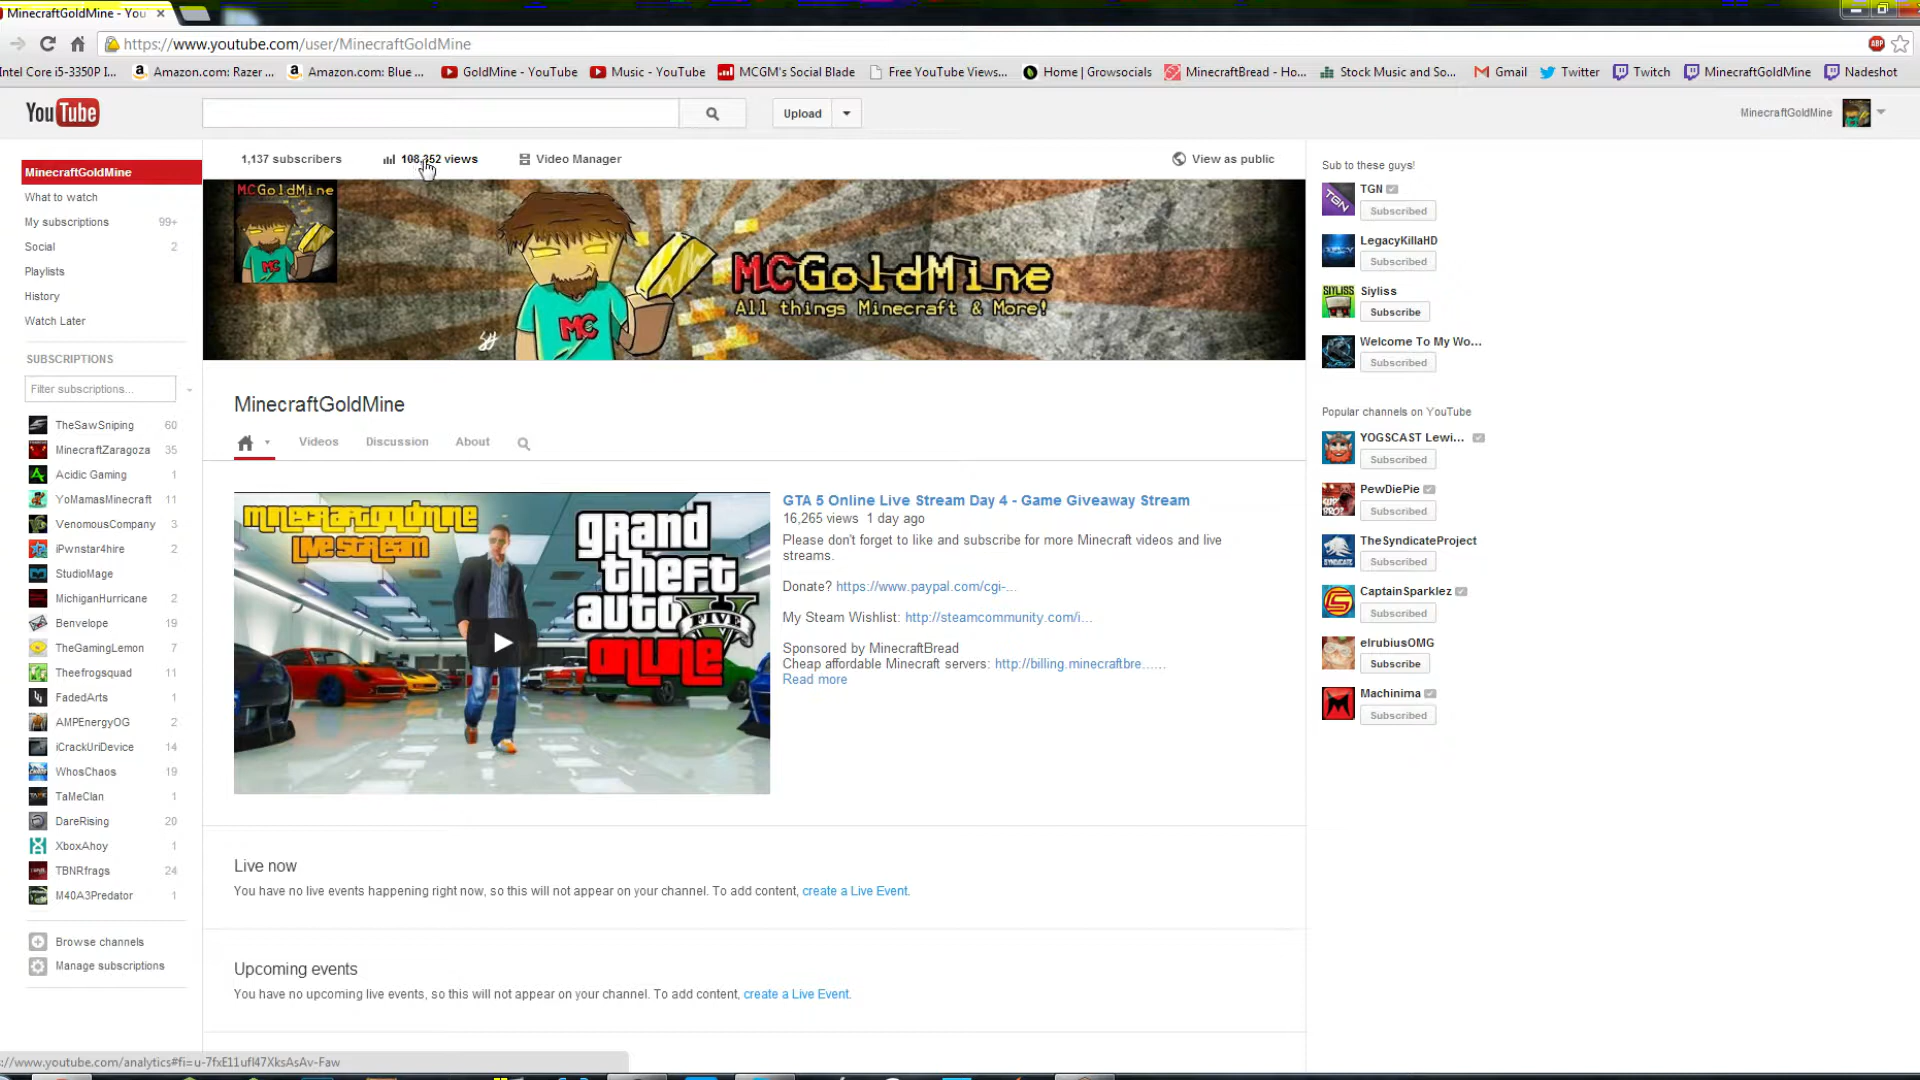 MinecraftGoldMine - You
https://www.youtube.com/user/MinecraftGoldMine
ABP
Intel Core i5-3350P I...
Amazon.com: Razer ...
Amazon.com: Blue ...
GoldMine - YouTube
Music - YouTube
MCGM's Social Blade
Free YouTube Views...
Home | Growsocials
MinecraftBread - Ho...
Stock Music and So...
Gmail
Twitter
Twitch
MinecraftGoldMine
Nadeshot
YouTube
Upload
MinecraftGoldMine
1,137 subscribers
108,352 views
Video Manager
View as public
MinecraftGoldMine
What to watch
My subscriptions 99+
Social 2
Playlists
History
Watch Later
SUBSCRIPTIONS
Filter subscriptions...
TheSawSniping 60
MinecraftZaragoza 35
Acidic Gaming 1
YoMamasMinecraft 11
VenomousCompany 3
iPwnstar4hire 2
StudioMage
MichiganHurricane 2
Benvelope 19
TheGamingLemon 7
Theefrogsquad 11
FadedArts 1
AMPEnergyOG 2
iCrackUriDevice 14
WhosChaos 19
TaMeClan 1
DareRising 20
XboxAhoy 1
TBNRfrags 24
M40A3Predator 1
Browse channels
Manage subscriptions
MCGoldMine
MC
MC
MCGoldMine
All things Minecraft & More!
MinecraftGoldMine
Videos
Discussion
About
minecraftgoldmine
live stream
grand
theft
auto V
FIVE
ONLINE
GTA 5 Online Live Stream Day 4 - Game Giveaway Stream
16,265 views 1 day ago
Please don't forget to like and subscribe for more Minecraft videos and live
streams.
Donate? https://www.paypal.com/cgi-...
My Steam Wishlist: http://steamcommunity.com/i...
Sponsored by MinecraftBread
Cheap affordable Minecraft servers: http://billing.minecraftbre......
Read more
Live now
You have no live events happening right now, so this will not appear on your channel. To add content, create a Live Event.
Upcoming events
You have no upcoming live events, so this will not appear on your channel. To add content, create a Live Event.
Sub to these guys!
TGN
TGN
Subscribed
LegacyKillaHD
Subscribed
SIYLISS
Siyliss
Subscribe
Welcome To My Wo...
Subscribed
Popular channels on YouTube
YOGSCAST Lewi...
Subscribed
PewDiePie
Subscribed
TheSyndicateProject
Subscribed
CaptainSparklez
Subscribed
elrubiusOMG
Subscribe
Machinima
Subscribed
://www.youtube.com/analytics#fi=u-7fxE11ufI47XksAsAv-Faw